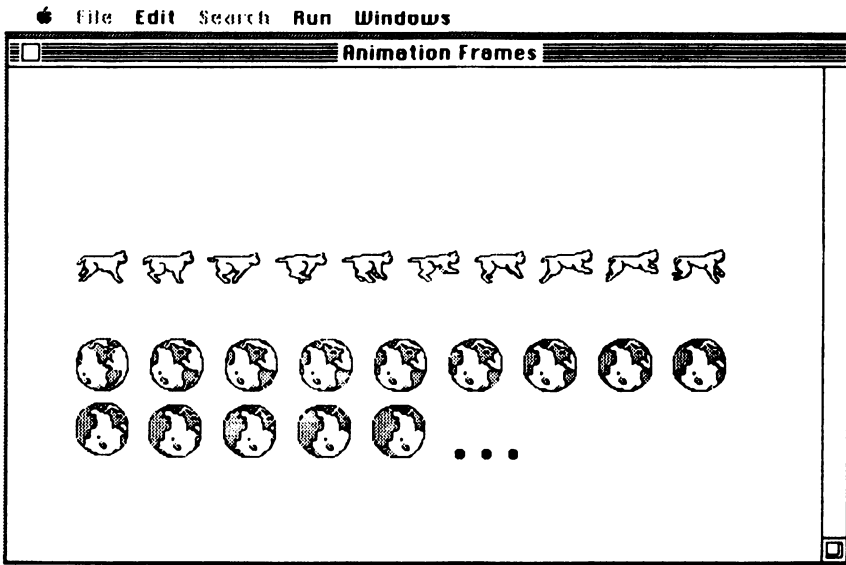 File Edit Search Run Windows
Animation Frames
• • •